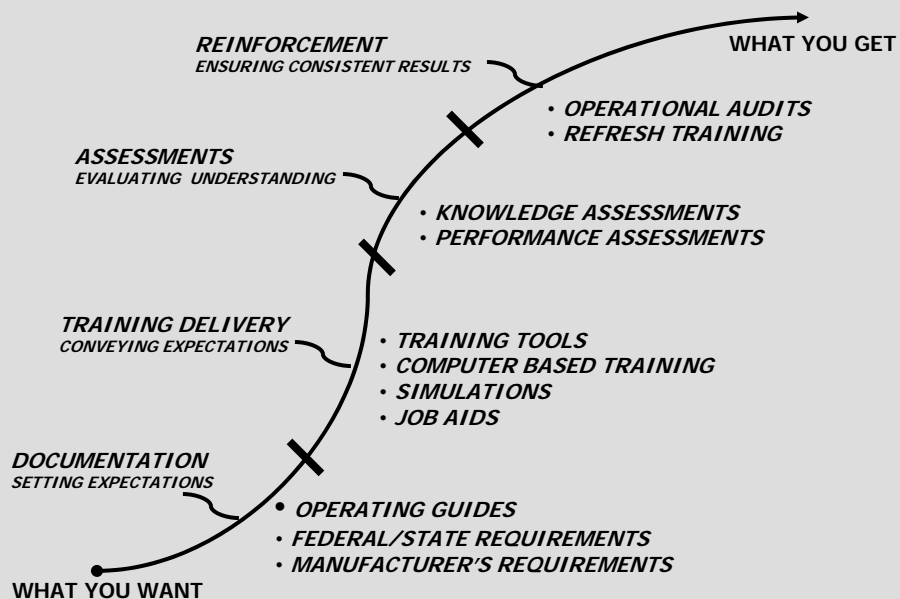 WHAT YOU GET
REINFORCEMENT
ENSURING CONSISTENT RESULTS
• OPERATIONAL AUDITS
• REFRESH TRAINING
ASSESSMENTS
EVALUATING UNDERSTANDING
• KNOWLEDGE ASSESSMENTS
• PERFORMANCE ASSESSMENTS
TRAINING DELIVERY
CONVEYING EXPECTATIONS
• TRAINING TOOLS
• COMPUTER BASED TRAINING
• SIMULATIONS
• JOB AIDS
DOCUMENTATION
SETTING EXPECTATIONS
• OPERATING GUIDES
• FEDERAL/STATE REQUIREMENTS
• MANUFACTURER'S REQUIREMENTS
WHAT YOU WANT